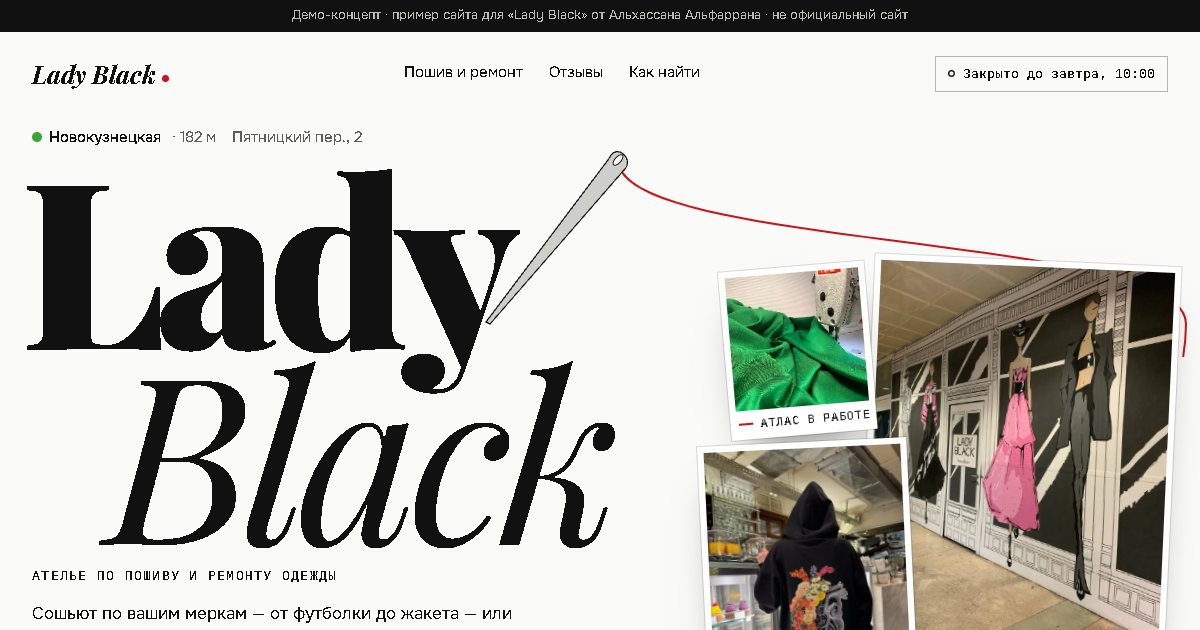 Демо-концепт · пример сайта для «Lady Black» от Альхассана Альфаррана · не официальный сайт
Lady Black
Пошив и ремонт
Отзывы
Как найти
Закрыто до завтра, 10:00
Новокузнецкая · 182 м Пятницкий пер., 2
Lady
Black
АТЛАС В РАБОТЕ
LADY
BLACK
АТЕЛЬЕ ПО ПОШИВУ И РЕМОНТУ ОДЕЖДЫ
Сошьют по вашим меркам — от футболки до жакета — или